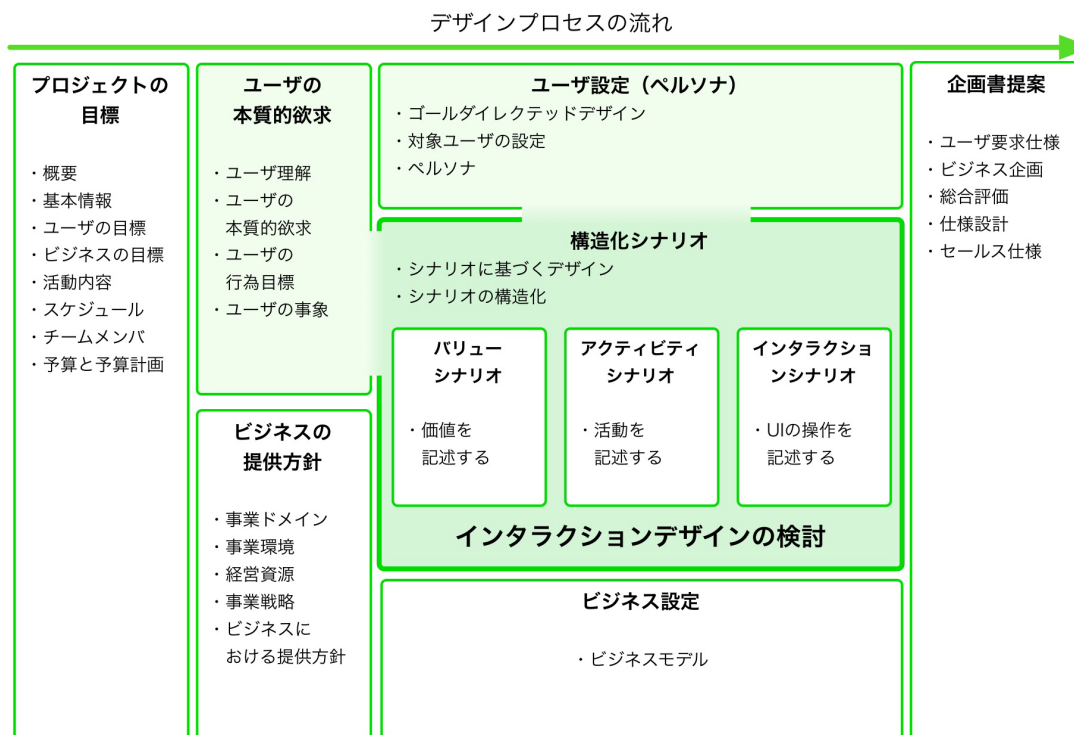 デザインプロセスの流れ
プロジェクトの
目標
・概要
・基本情報
・ユーザの目標
・ビジネスの目標
・活動内容
・スケジュール
・チームメンバ
・予算と予算計画
ユーザの
本質的欲求
・ユーザ理解
・ユーザの
本質的欲求
・ユーザの
行為目標
・ユーザの事象
ビジネスの
提供方針
・事業ドメイン
・事業環境
・経営資源
・事業戦略
・ビジネスに
おける提供方針
ユーザ設定（ペルソナ）
・ゴールダイレクテッドデザイン
・対象ユーザの設定
・ペルソナ
構造化シナリオ
・シナリオに基づくデザイン
・シナリオの構造化
バリュー
シナリオ
・価値を
記述する
アクティビティ
シナリオ
・活動を
記述する
インタラクショ
ンシナリオ
・UIの操作を
記述する
インタラクションデザインの検討
ビジネス設定
・ビジネスモデル
企画書提案
・ユーザ要求仕様
・ビジネス企画
・総合評価
・仕様設計
・セールス仕様